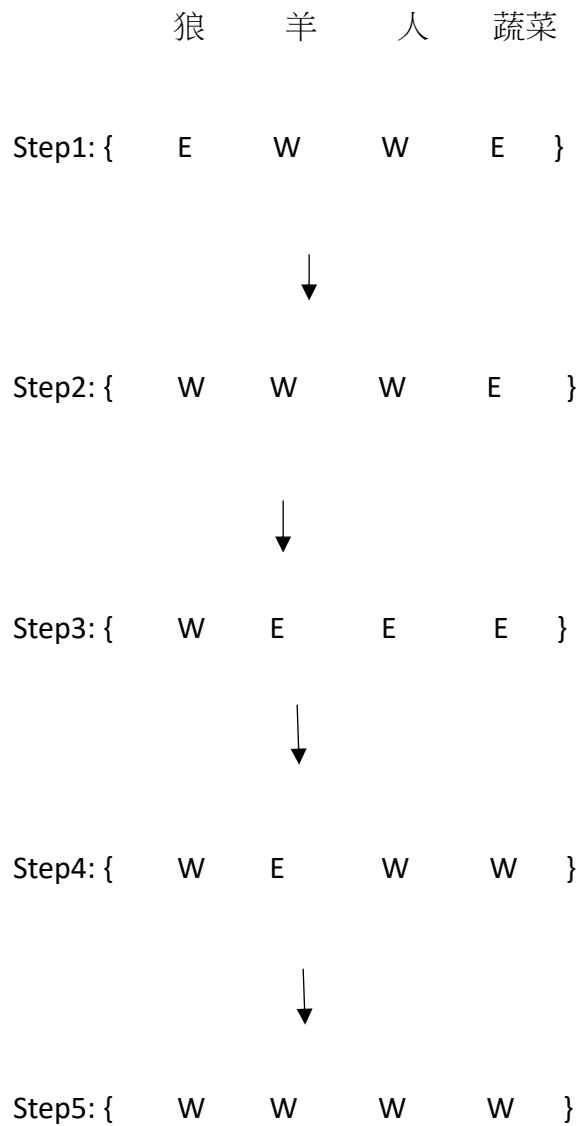 狼 羊 人 蔬菜
Step1: { E W W E }
Step2: { W W W E }
Step3: { W E E E }
Step4: { W E W W }
Step5: { W W W W }